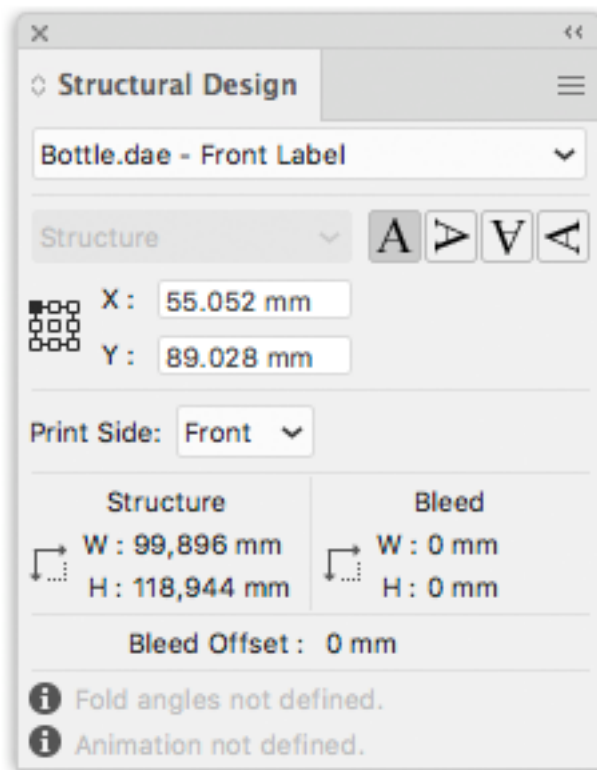 Structural Design
Bottle.dae - Front Label
Structure A A A A
X : 55.052 mm
Y : 89.028 mm
Print Side: Front
Structure Bleed
W : 99,896 mm W : 0 mm
H : 118,944 mm H : 0 mm
Bleed Offset : 0 mm
Fold angles not defined.
Animation not defined.